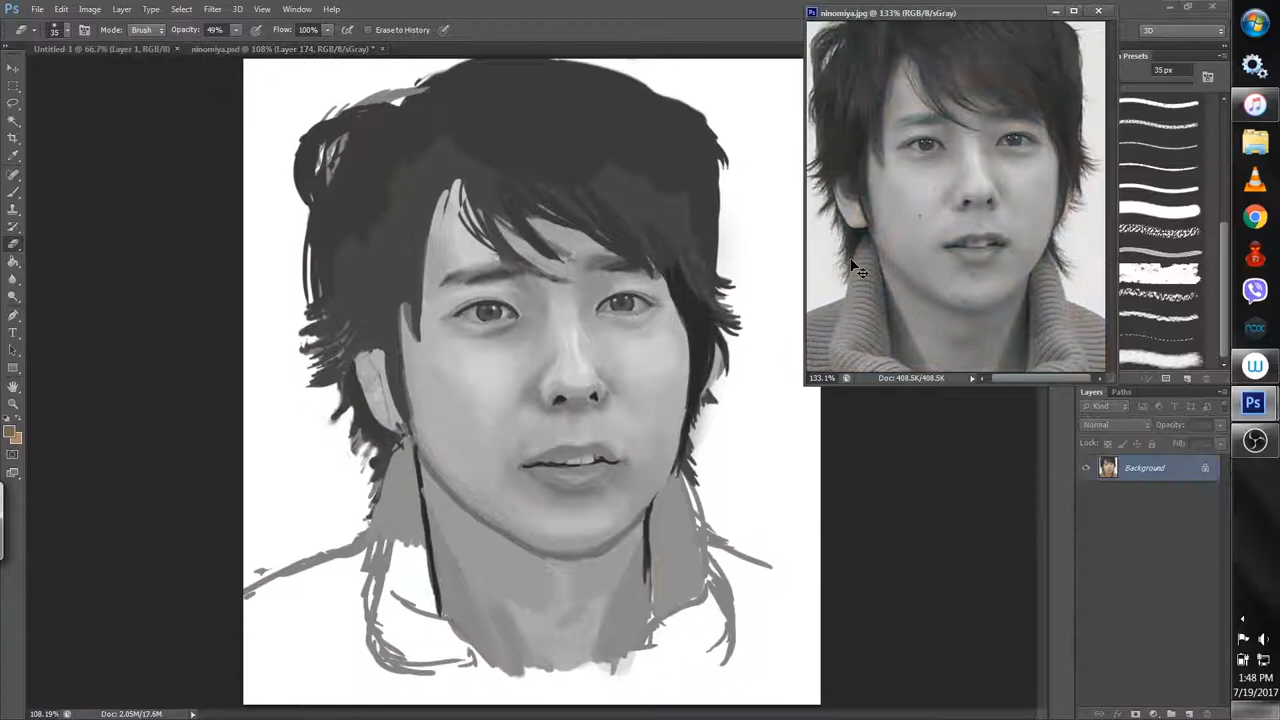 Ps File Edit Image Layer Type Select Filter 3D View Window Help
35 Mode: Brush Opacity: 49% Flow: 100% Erase to History
Untitled-1 @ 66.7% (Layer 1, RGB/8) × ninomiya.psd @ 108% (Layer 174, RGB/8/sGray) * ×
ninomiya.jpg @ 133% (RGB/8/sGray)
3D
Presets
35 px
133.1% Doc: 408.5K/408.5K
Layers Paths
Kind
Normal Opacity:
Lock: Fill:
Background
Ps
1:48 PM
7/19/2017
108.19% Doc: 2.05M/17.6M